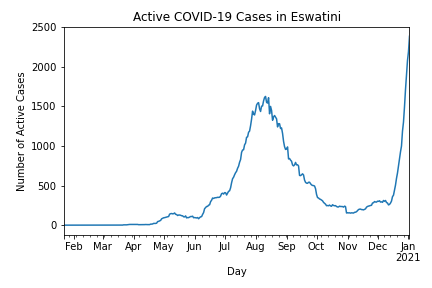 Active COVID-19 Cases in Eswatini
2500
2000
1500
1000
500
0
Number of Active Cases
Feb Mar Apr May Jun Jul Aug Sep Oct Nov Dec Jan
2021
Day